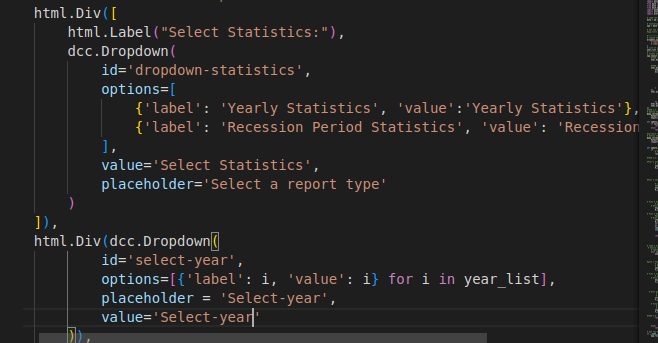 html.Div([
html.Label("Select Statistics:"),
dcc.Dropdown(
id='dropdown-statistics',
options=[
{'label': 'Yearly Statistics', 'value':'Yearly Statistics'},
{'label': 'Recession Period Statistics', 'value': 'Recession
],
value='Select Statistics',
placeholder='Select a report type'
)
]),
html.Div(dcc.Dropdown(
id='select-year',
options=[{'label': i, 'value': i} for i in year_list],
placeholder = 'Select-year',
value='Select-year'
)),